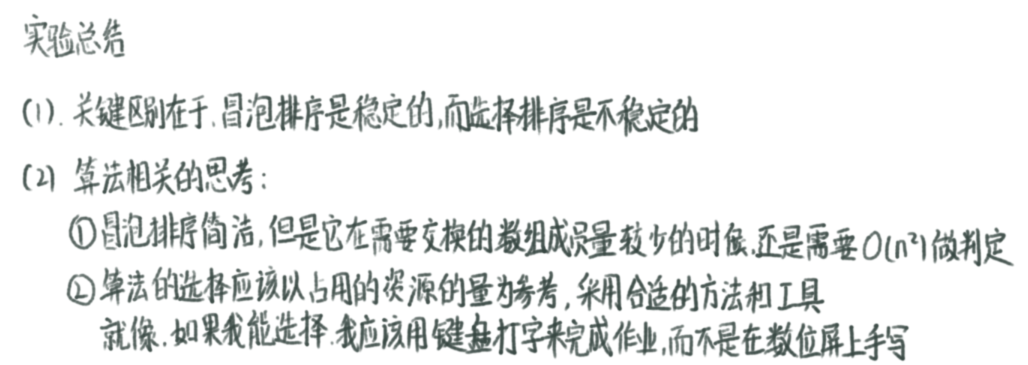 实验总结
(1). 关键区别在于,冒泡排序是稳定的,而选择排序是不稳定的
(2) 算法相关的思考:
①冒泡排序简洁,但是它在需要交换的数组成员量较少的时候,还是需要O(n²)做判定
②算法的选择应该以占用的资源的量为参考,采用合适的方法和工具
就像,如果我能选择,我应该用键盘打字来完成作业,而不是在数位屏上手写